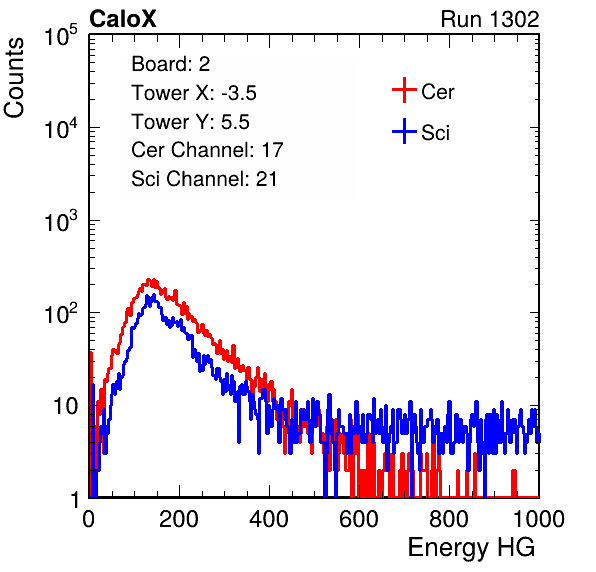 CaloX Run 1302
Counts
10^5
10^4
10^3
10^2
10
1
Board: 2
Tower X: -3.5
Tower Y: 5.5
Cer Channel: 17
Sci Channel: 21
Cer
Sci
0 200 400 600 800 1000
Energy HG